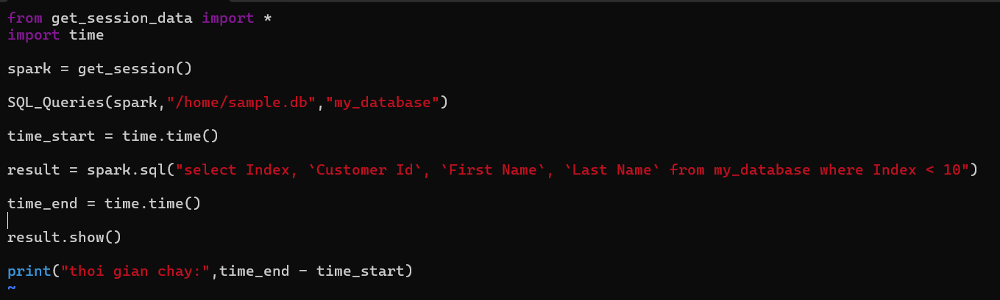 from get_session_data import *
import time
spark = get_session()
SQL_Queries(spark,"/home/sample.db","my_database")
time_start = time.time()
result = spark.sql("select Index, `Customer Id`, `First Name`, `Last Name` from my_database where Index < 10")
time_end = time.time()
result.show()
print("thoi gian chay:",time_end - time_start)
~